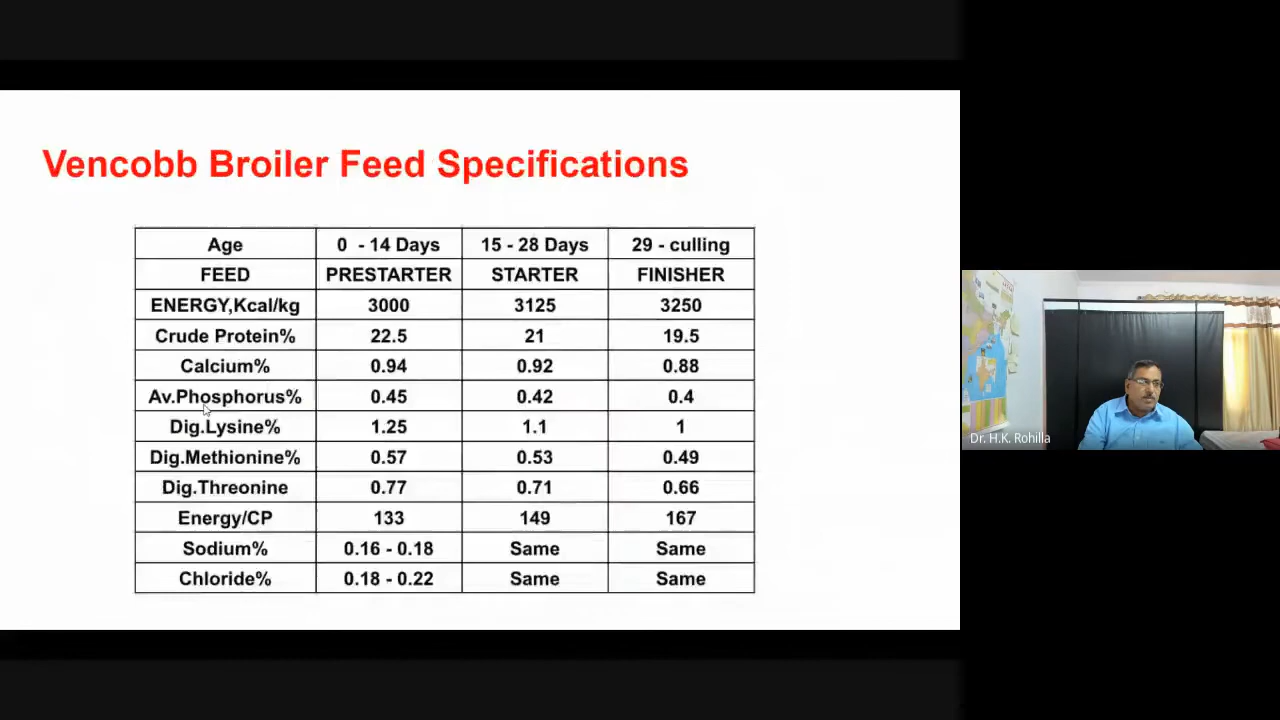 Vencobb Broiler Feed Specifications
Age 0 - 14 Days 15 - 28 Days 29 - culling
FEED PRESTARTER STARTER FINISHER
ENERGY,Kcal/kg 3000 3125 3250
Crude Protein% 22.5 21 19.5
Calcium% 0.94 0.92 0.88
Av.Phosphorus% 0.45 0.42 0.4
Dig.Lysine% 1.25 1.1 1
Dig.Methionine% 0.57 0.53 0.49
Dig.Threonine 0.77 0.71 0.66
Energy/CP 133 149 167
Sodium% 0.16 - 0.18 Same Same
Chloride% 0.18 - 0.22 Same Same
Dr. H.K. Rohilla